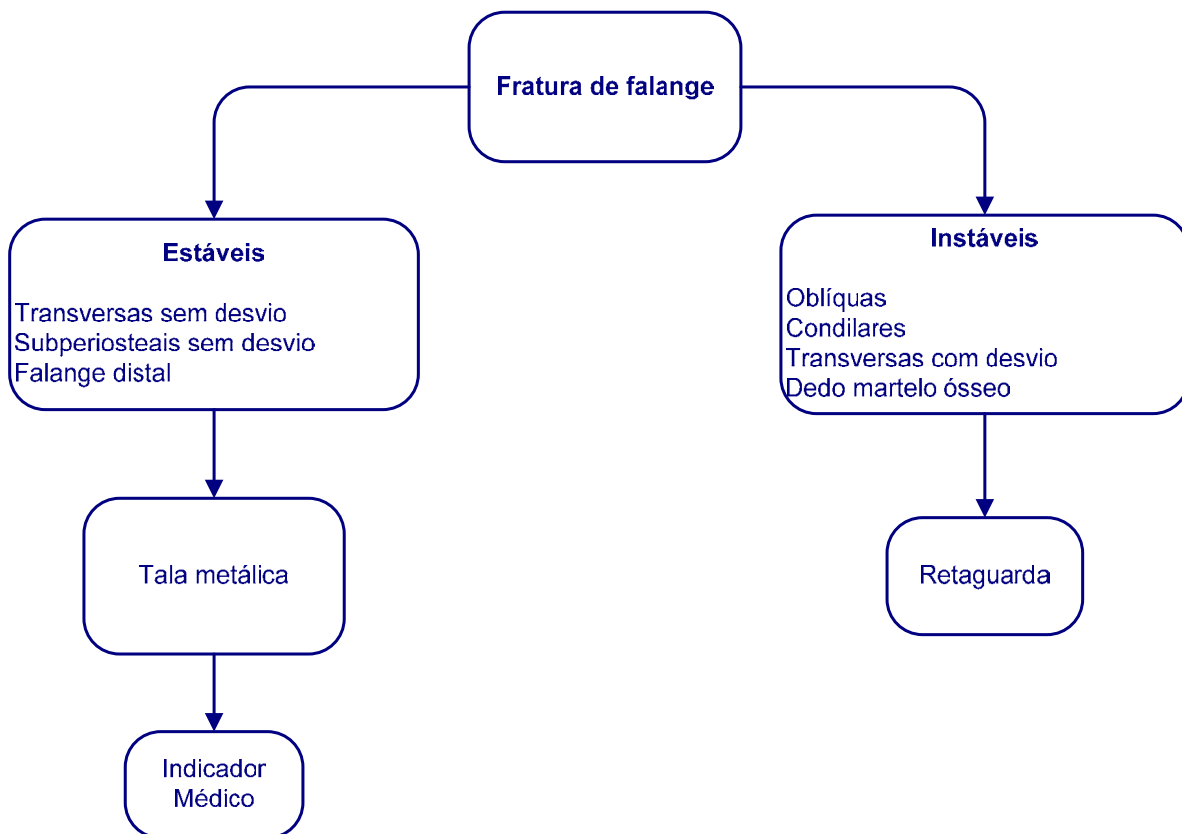 Fratura de falange
Estáveis
Transversas sem desvio
Subperiosteais sem desvio
Falange distal
Instáveis
Oblíquas
Condilares
Transversas com desvio
Dedo martelo ósseo
Tala metálica
Retaguarda
Indicador
Médico